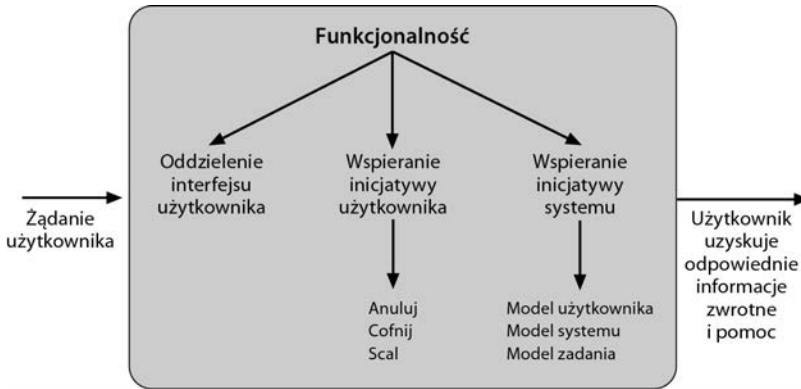 Funkcjonalność
Oddzielenie
interfejsu
użytkownika
Wspieranie
inicjatywy
użytkownika
Wspieranie
inicjatywy
systemu
Żądanie
użytkownika
Użytkownik
uzyskuje
odpowiednie
informacje
zwrotne
i pomoc
Anuluj
Cofnij
Scal
Model użytkownika
Model systemu
Model zadania